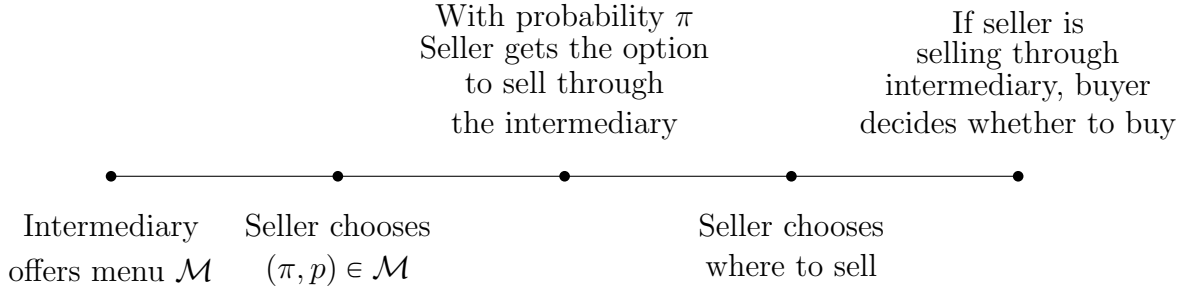 With probability π
Seller gets the option
to sell through
the intermediary
If seller is
selling through
intermediary, buyer
decides whether to buy
Intermediary
offers menu ℳ
Seller chooses
(π, p) ∈ ℳ
Seller chooses
where to sell